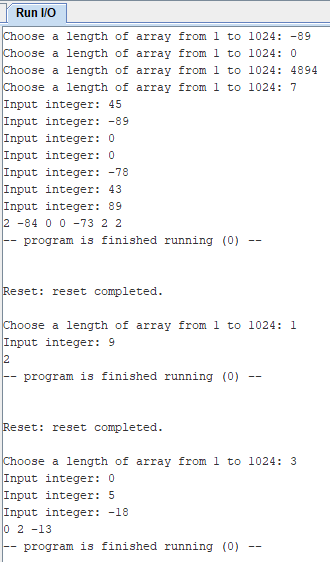 Run I/O
Choose a length of array from 1 to 1024: -89
Choose a length of array from 1 to 1024: 0
Choose a length of array from 1 to 1024: 4894
Choose a length of array from 1 to 1024: 7
Input integer: 45
Input integer: -89
Input integer: 0
Input integer: 0
Input integer: -78
Input integer: 43
Input integer: 89
2 -84 0 0 -73 2 2
-- program is finished running (0) --
Reset: reset completed.
Choose a length of array from 1 to 1024: 1
Input integer: 9
2
-- program is finished running (0) --
Reset: reset completed.
Choose a length of array from 1 to 1024: 3
Input integer: 0
Input integer: 5
Input integer: -18
0 2 -13
-- program is finished running (0) --